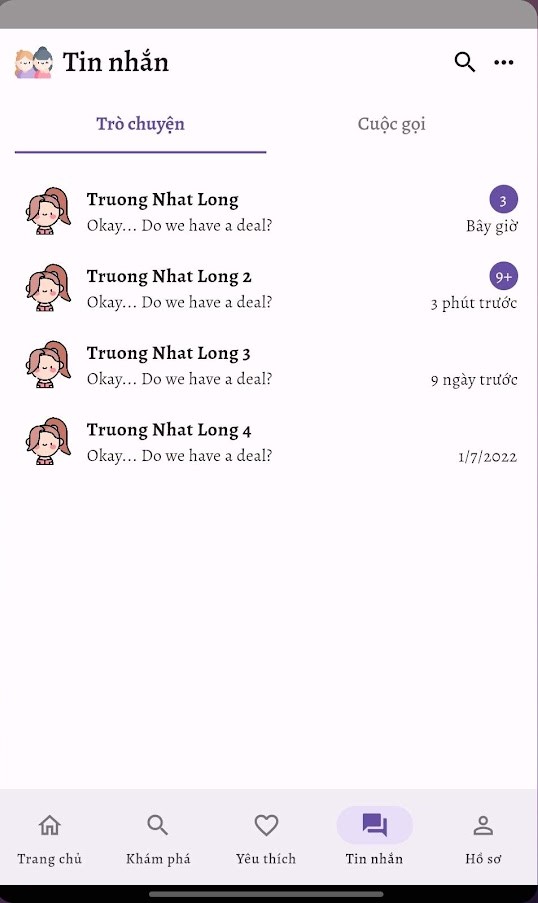 Tin nhắn
Trò chuyện
Cuộc gọi
Truong Nhat Long
3
Okay... Do we have a deal?
Bây giờ
Truong Nhat Long 2
9+
Okay... Do we have a deal?
3 phút trước
Truong Nhat Long 3
Okay... Do we have a deal?
9 ngày trước
Truong Nhat Long 4
Okay... Do we have a deal?
1/7/2022
Trang chủ
Khám phá
Yêu thích
Tin nhắn
Hồ sơ